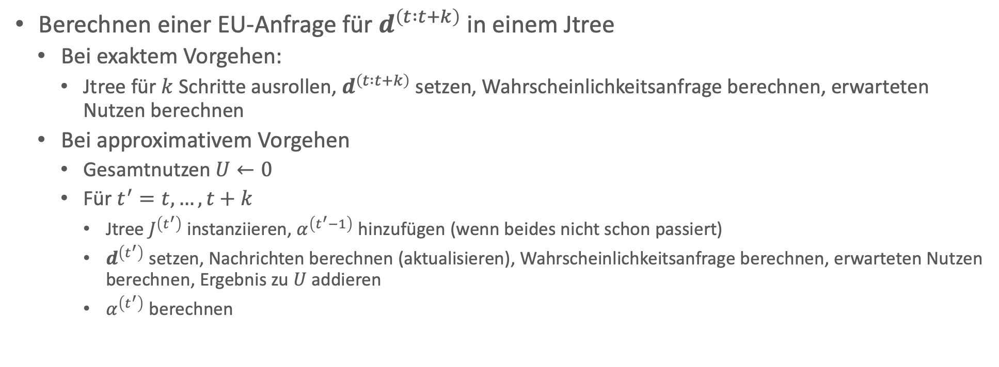 • Berechnen einer EU-Anfrage für 𝒅^(t:t+k) in einem Jtree
• Bei exaktem Vorgehen:
• Jtree für k Schritte ausrollen, 𝒅^(t:t+k) setzen, Wahrscheinlichkeitsanfrage berechnen, erwarteten
Nutzen berechnen
• Bei approximativem Vorgehen
• Gesamtnutzen U ← 0
• Für t′ = t, … , t + k
• Jtree J^(t′) instanziieren, α^(t′−1) hinzufügen (wenn beides nicht schon passiert)
• 𝒅^(t′) setzen, Nachrichten berechnen (aktualisieren), Wahrscheinlichkeitsanfrage berechnen, erwarteten Nutzen
berechnen, Ergebnis zu U addieren
• α^(t′) berechnen